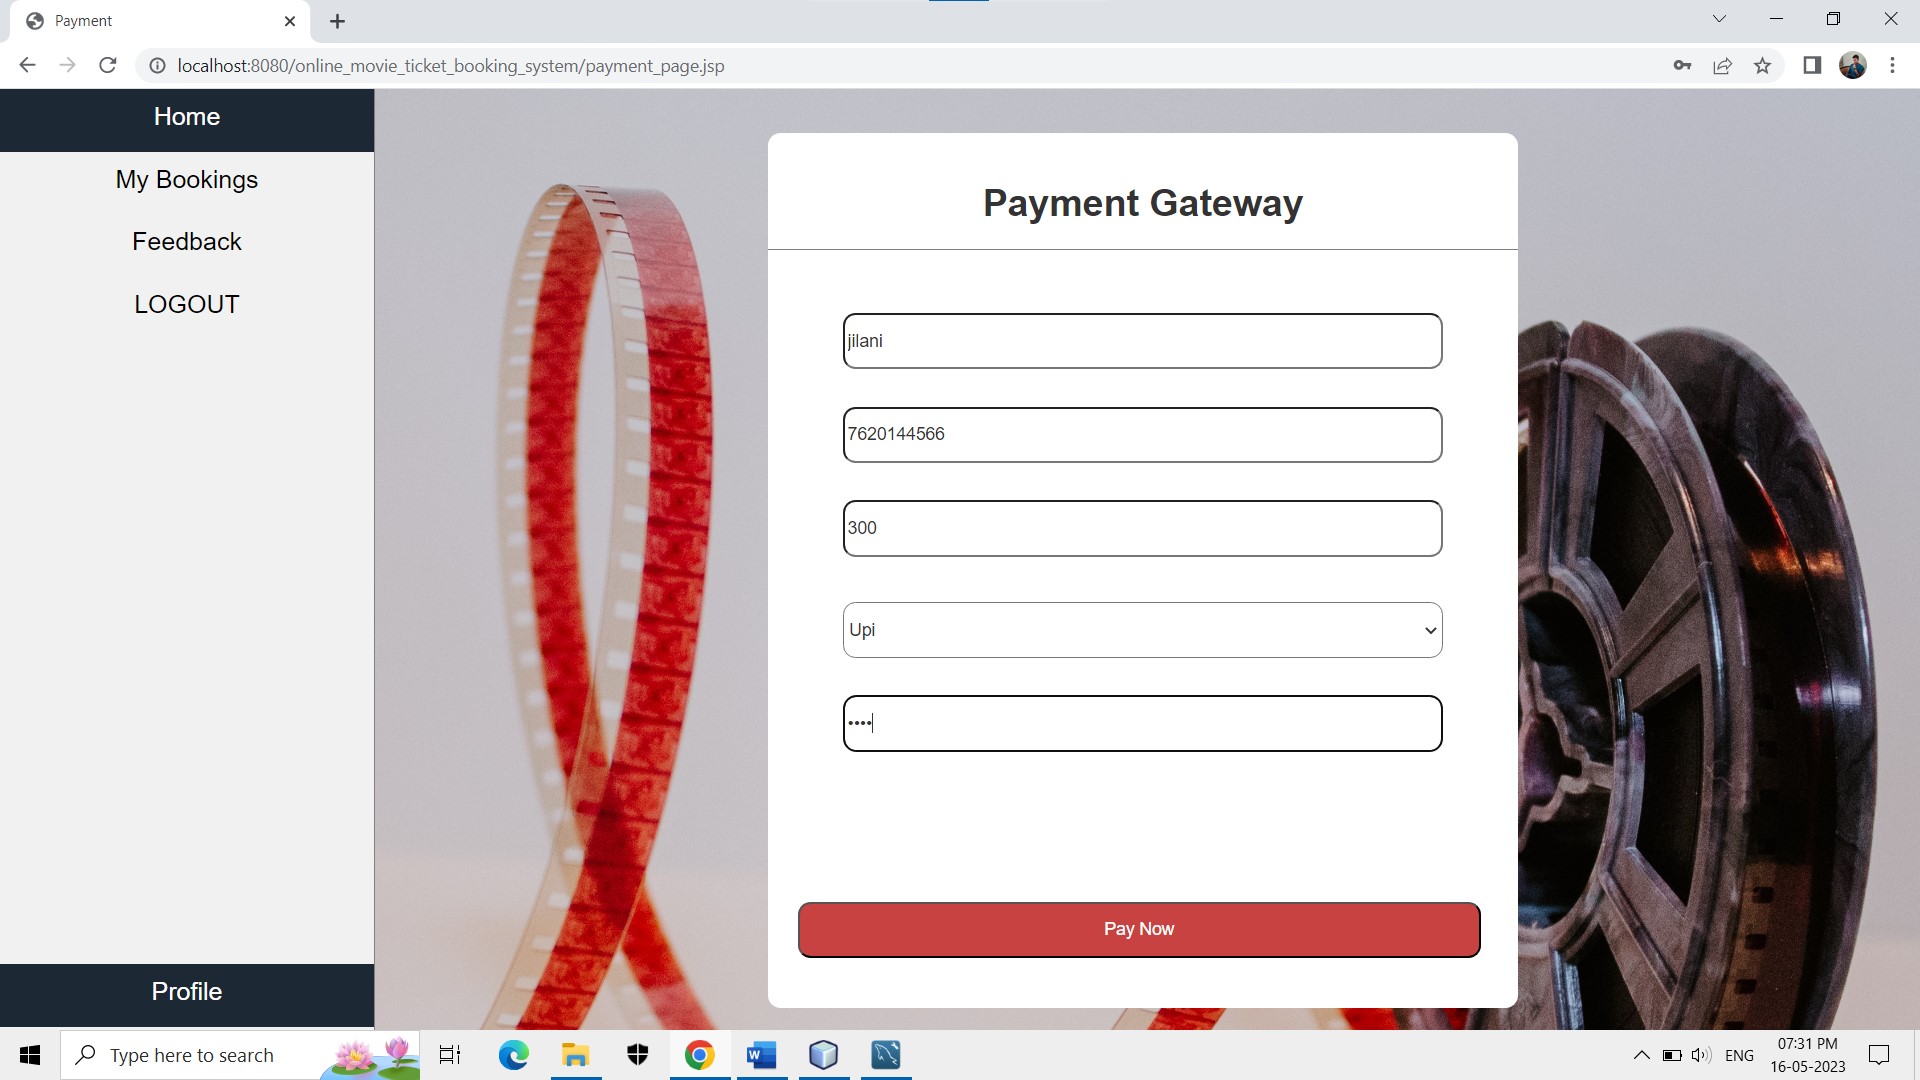 Payment
localhost:8080/online_movie_ticket_booking_system/payment_page.jsp
Home
My Bookings
Feedback
LOGOUT
Profile
Payment Gateway
jilani
7620144566
300
Upi
••••
Pay Now
Type here to search
W
ENG
07:31 PM
16-05-2023